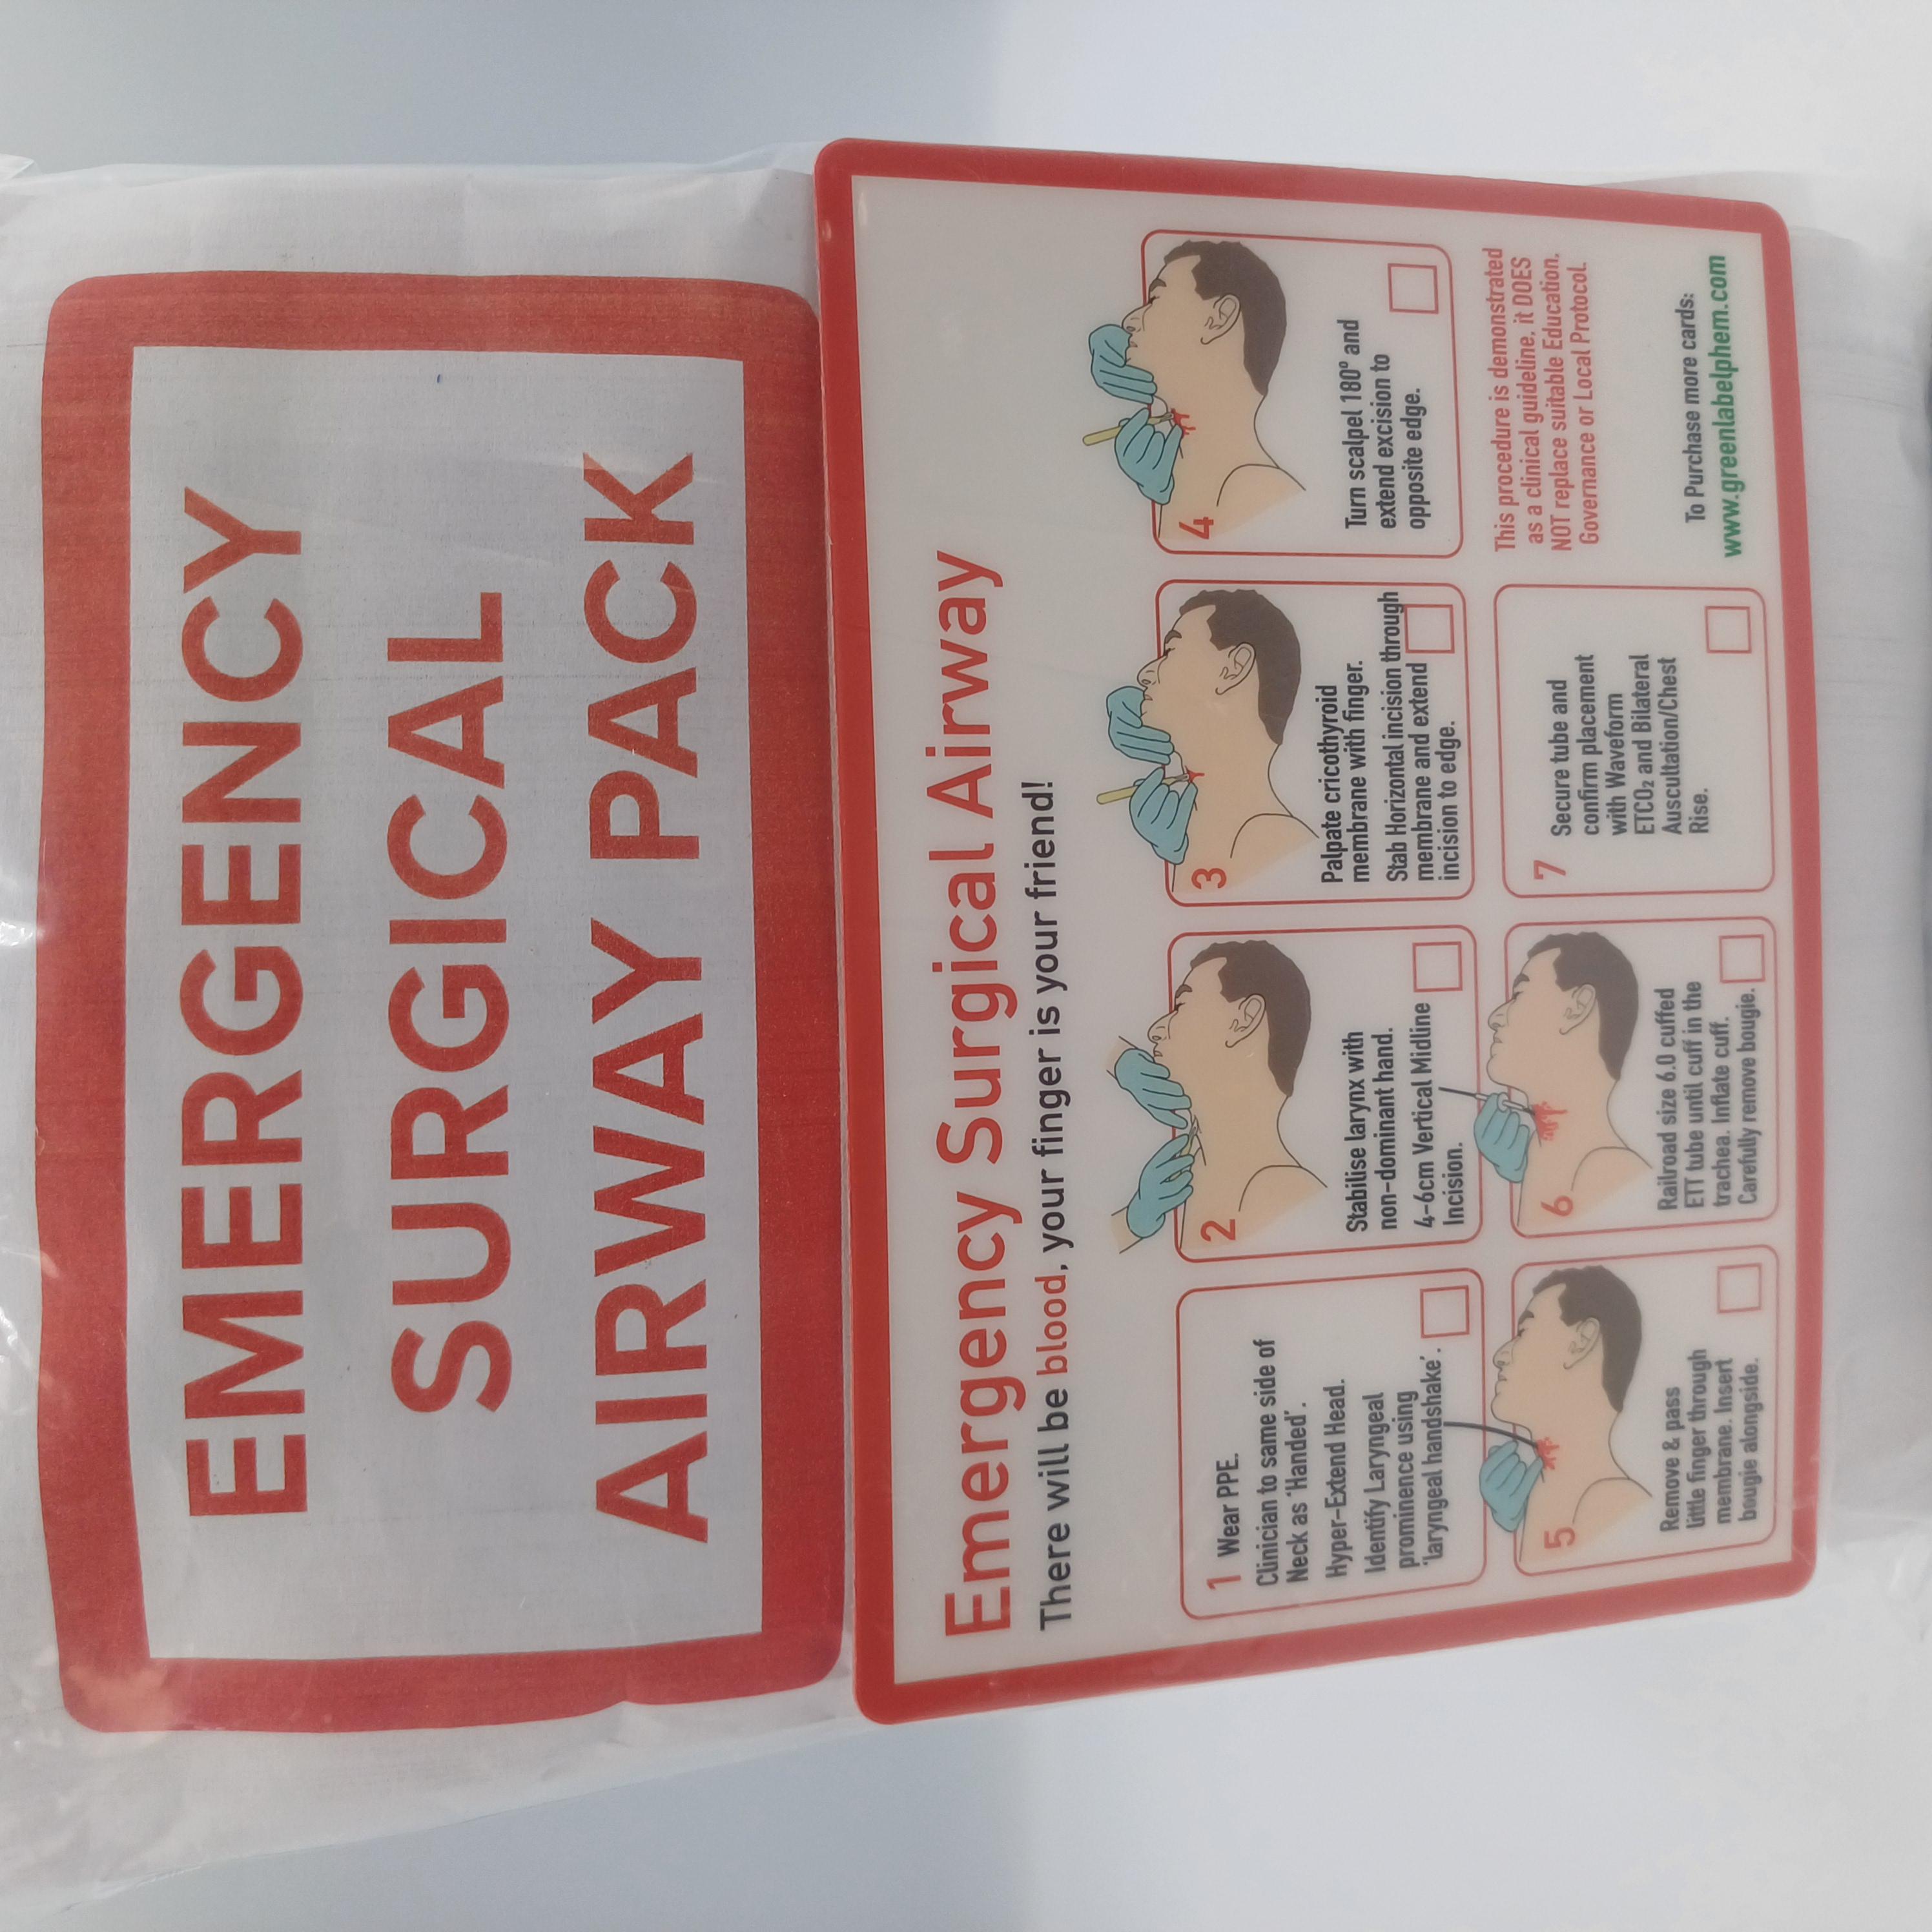 EMERGENCY
SURGICAL
AIRWAY PACK
Emergency Surgical Airway
There will be blood, your finger is your friend!
1 Wear PPE.
Clinician to same side of
Neck as 'Handed'.
Hyper-Extend Head.
Identify Laryngeal
prominence using
'laryngeal handshake'.
2
Stabilise larynx with
non-dominant hand.
4-6cm Vertical Midline
Incision.
3
Palpate cricothyroid
membrane with finger.
Stab Horizontal incision through
membrane and extend
incision to edge.
4
Turn scalpel 180° and
extend excision to
opposite edge.
5
Remove & pass
little finger through
membrane. Insert
bougie alongside.
6
Railroad size 6.0 cuffed
ETT tube until cuff in the
trachea. Inflate cuff.
Carefully remove bougie.
7 Secure tube and
confirm placement
with Waveform
ETCO₂ and Bilateral
Auscultation/Chest
Rise.
This procedure is demonstrated
as a clinical guideline, it DOES
NOT replace suitable Education,
Governance or Local Protocol.
To Purchase more cards:
www.greenlabelphem.com